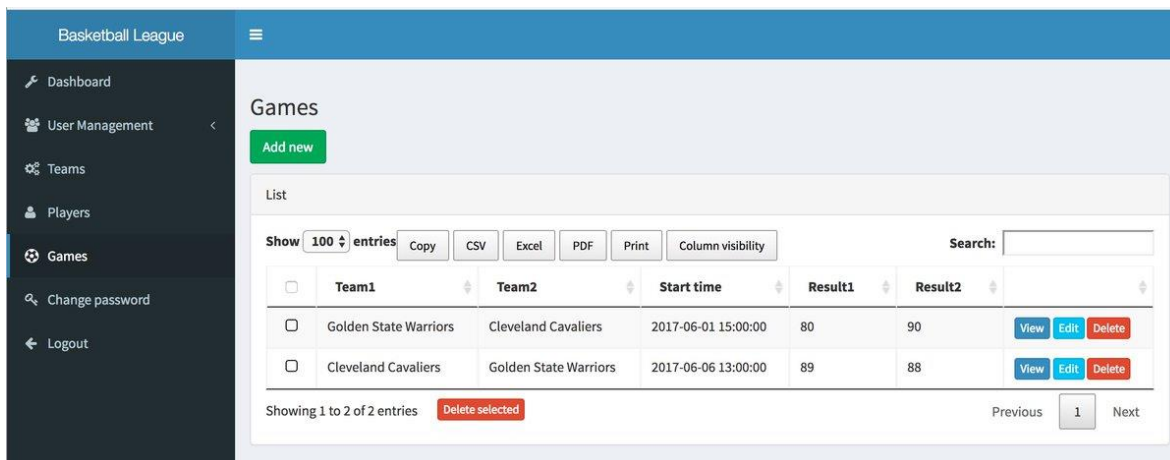 Basketball League
Dashboard
User Management
Teams
Players
Games
Change password
Logout
Games
Add new
List
Show 100 entries Copy CSV Excel PDF Print Column visibility Search:
Team1 Team2 Start time Result1 Result2
Golden State Warriors Cleveland Cavaliers 2017-06-01 15:00:00 80 90 View Edit Delete
Cleveland Cavaliers Golden State Warriors 2017-06-06 13:00:00 89 88 View Edit Delete
Showing 1 to 2 of 2 entries Delete selected Previous 1 Next